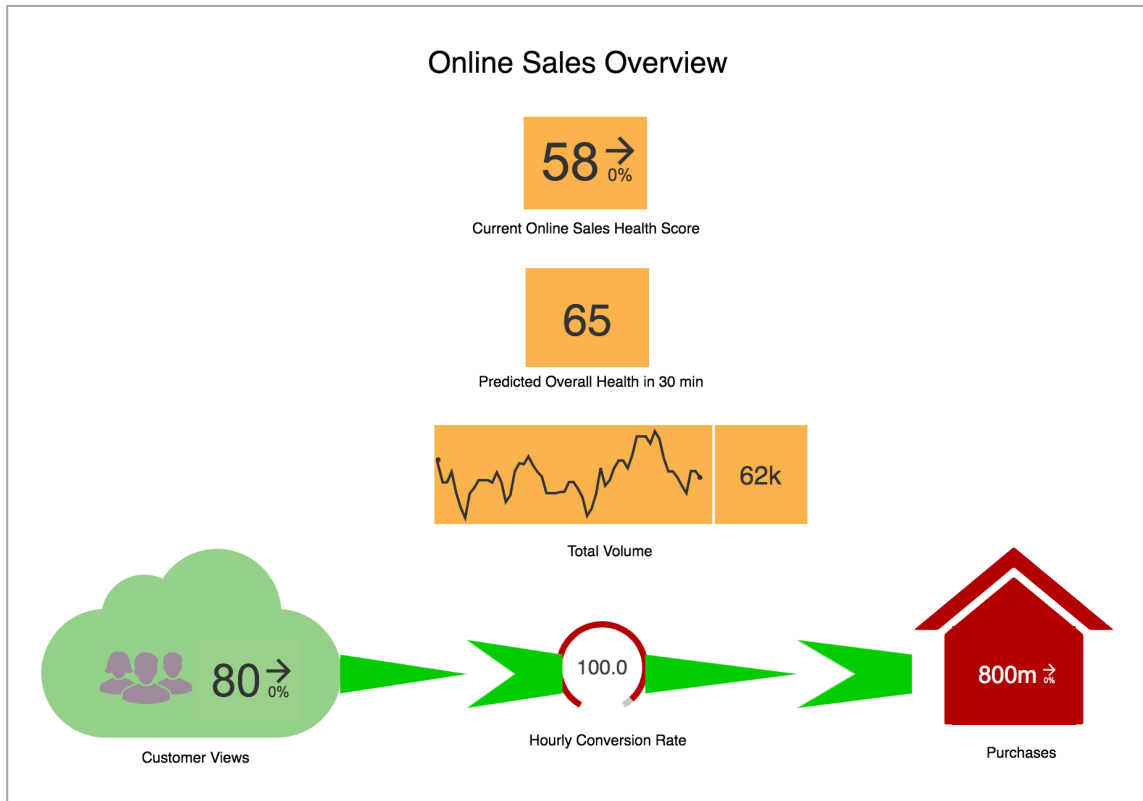 Online Sales Overview
58
0%
Current Online Sales Health Score
65
Predicted Overall Health in 30 min
62k
Total Volume
80
0%
Customer Views
100.0
Hourly Conversion Rate
800m
0%
Purchases